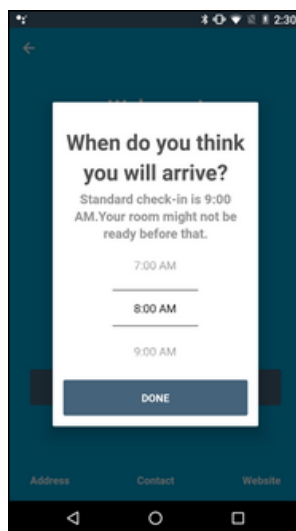 2:30
When do you think
you will arrive?
Standard check-in is 9:00
AM.Your room might not be
ready before that.
7:00 AM
8:00 AM
9:00 AM
DONE
Address Contact Website